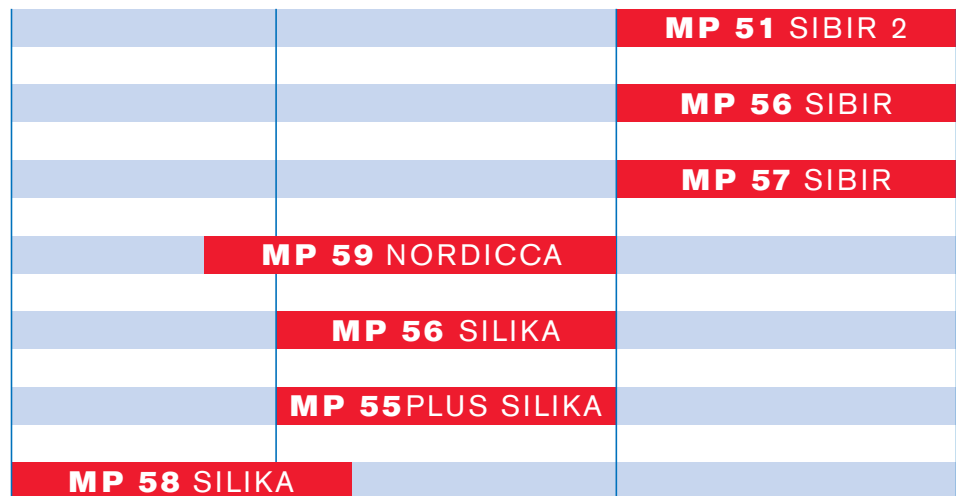 MP 51 SIBIR 2
MP 56 SIBIR
MP 57 SIBIR
MP 59 NORDICCA
MP 56 SILIKA
MP 55PLUS SILIKA
MP 58 SILIKA